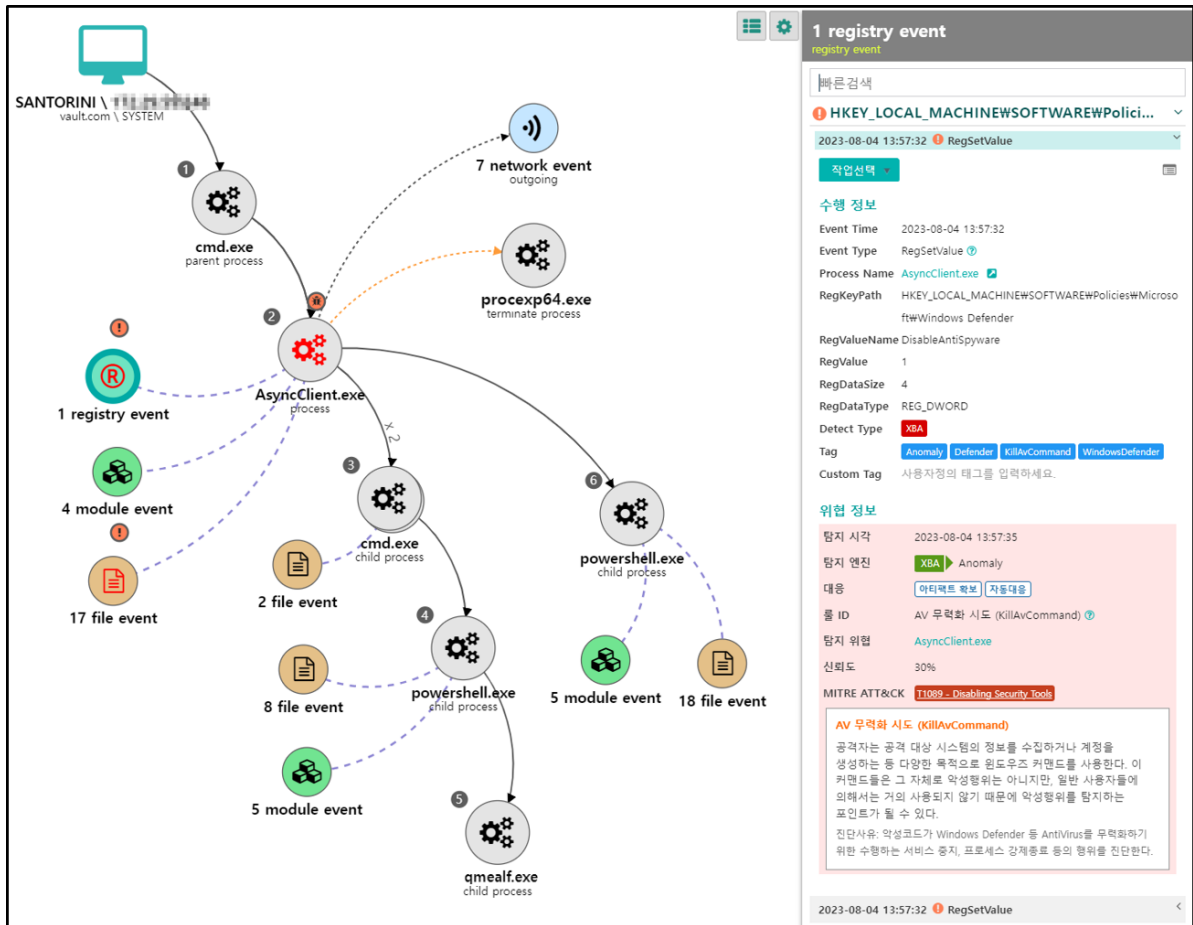 SANTORINI \
vault.com \ SYSTEM
1
cmd.exe
parent process
7 network event
outgoing
procexp64.exe
terminate process
2
AsyncClient.exe
process
R
1 registry event
4 module event
17 file event
x 2
3
cmd.exe
child process
2 file event
4
powershell.exe
child process
8 file event
5 module event
5
qmealf.exe
child process
6
powershell.exe
child process
5 module event
18 file event
1 registry event
registry event
빠른검색
HKEY_LOCAL_MACHINE₩SOFTWARE₩Polici...
2023-08-04 13:57:32 RegSetValue
작업선택
수행 정보
Event Time 2023-08-04 13:57:32
Event Type RegSetValue
Process Name AsyncClient.exe
RegKeyPath HKEY_LOCAL_MACHINE₩SOFTWARE₩Policies₩Microso
ft₩Windows Defender
RegValueName DisableAntiSpyware
RegValue 1
RegDataSize 4
RegDataType REG_DWORD
Detect Type XBA
Tag Anomaly Defender KillAvCommand WindowsDefender
Custom Tag 사용자정의 태그를 입력하세요.
위협 정보
탐지 시각 2023-08-04 13:57:35
탐지 엔진 XBA Anomaly
대응 아티팩트 확보 자동대응
룰 ID AV 무력화 시도 (KillAvCommand)
탐지 위협 AsyncClient.exe
신뢰도 30%
MITRE ATT&CK T1089 - Disabling Security Tools
AV 무력화 시도 (KillAvCommand)
공격자는 공격 대상 시스템의 정보를 수집하거나 계정을
생성하는 등 다양한 목적으로 윈도우즈 커맨드를 사용한다. 이
커맨드들은 그 자체로 악성행위는 아니지만, 일반 사용자들에
의해서는 거의 사용되지 않기 때문에 악성행위를 탐지하는
포인트가 될 수 있다.
진단사유: 악성코드가 Windows Defender 등 AntiVirus를 무력화하기
위한 수행하는 서비스 중지, 프로세스 강제종료 등의 행위를 진단한다.
2023-08-04 13:57:32 RegSetValue